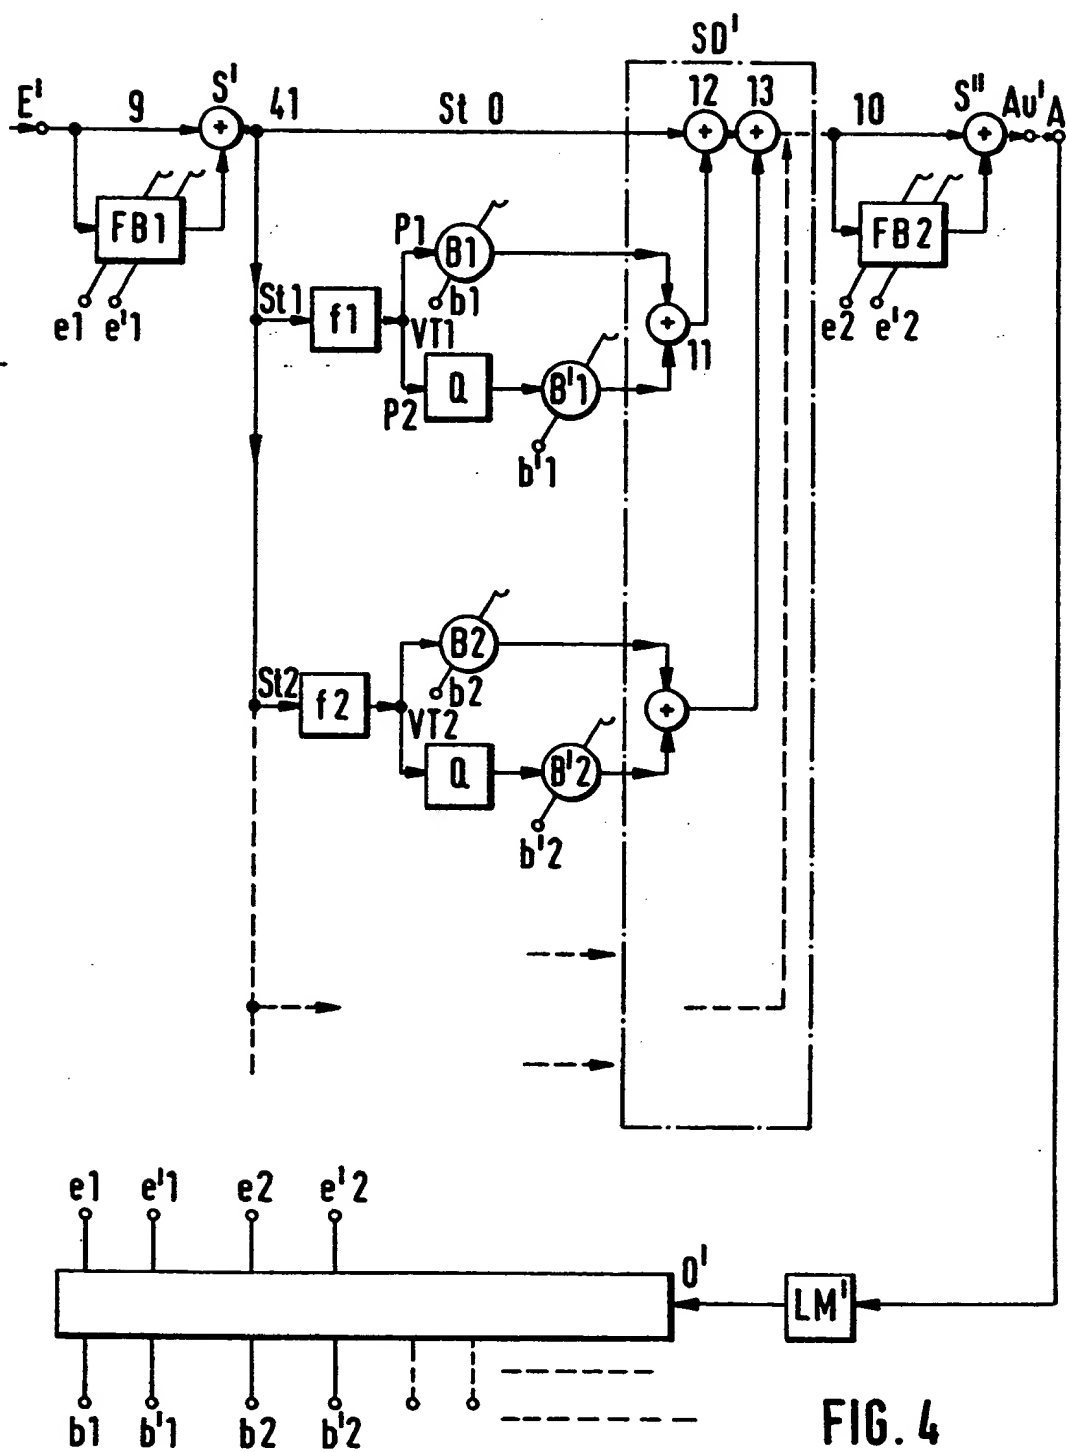 SD'
E' 9 S' 41 St 0 12 13 10 S" Au' A
+ + + +
FB1 FB2
P1 B1
e1 e'1 b1 e2 e'2
St1 f1 VT1 + 11
P2 Q B'1
b'1
B2
St2 f2 b2
VT2 +
Q B'2
b'2
e1 e'1 e2 e'2
O' LM'
b1 b'1 b2 b'2
FIG. 4